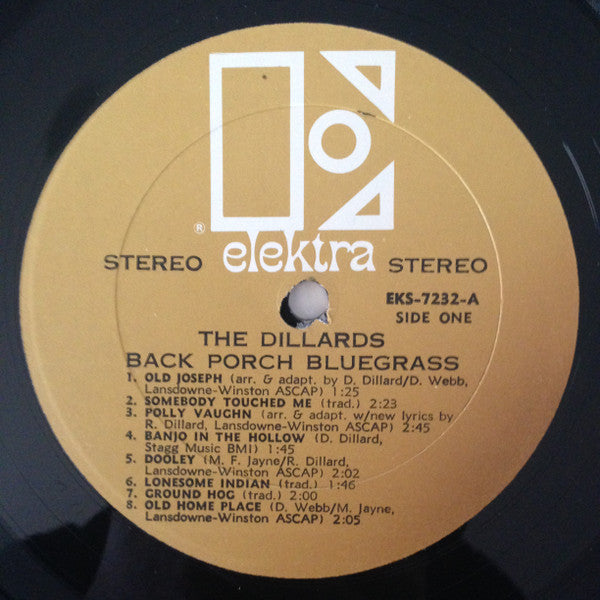 ®
elektra
STEREO STEREO
EKS-7232-A
SIDE ONE
THE DILLARDS
BACK PORCH BLUEGRASS
1. OLD JOSEPH (arr. & adapt. by D. Dillard/D. Webb,
Lansdowne-Winston ASCAP) 1:25
2. SOMEBODY TOUCHED ME (trad.) 2:23
3. POLLY VAUGHN (arr. & adapt. w/new lyrics by
R. Dillard, Lansdowne-Winston ASCAP) 2:45
4. BANJO IN THE HOLLOW (D. Dillard,
Stagg Music BMI) 1:45
5. DOOLEY (M. F. Jayne/R. Dillard,
Lansdowne-Winston ASCAP) 2:02
6. LONESOME INDIAN (trad.) 1:46
7. GROUND HOG (trad.) 2:00
8. OLD HOME PLACE (D. Webb/M. Jayne,
Lansdowne-Winston ASCAP) 2:05